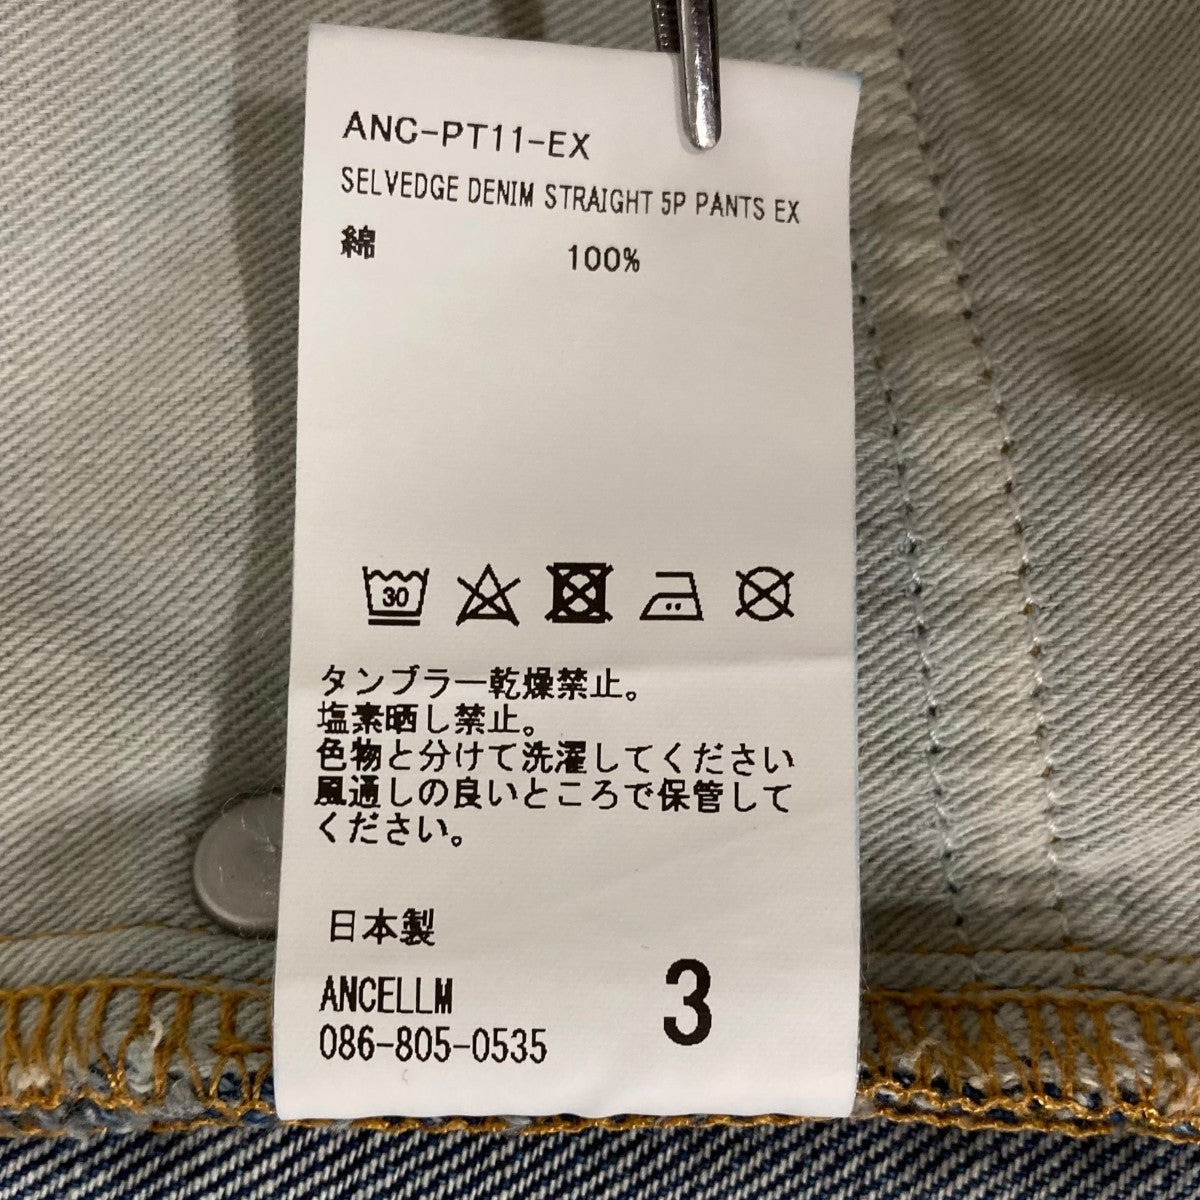 ANC-PT11-EX
SELVEDGE DENIM STRAIGHT 5P PANTS EX
綿 100%
30
タンブラー乾燥禁止。
塩素晒し禁止。
色物と分けて洗濯してください
風通しの良いところで保管して
ください。
日本製
ANCELLM 3
086-805-0535